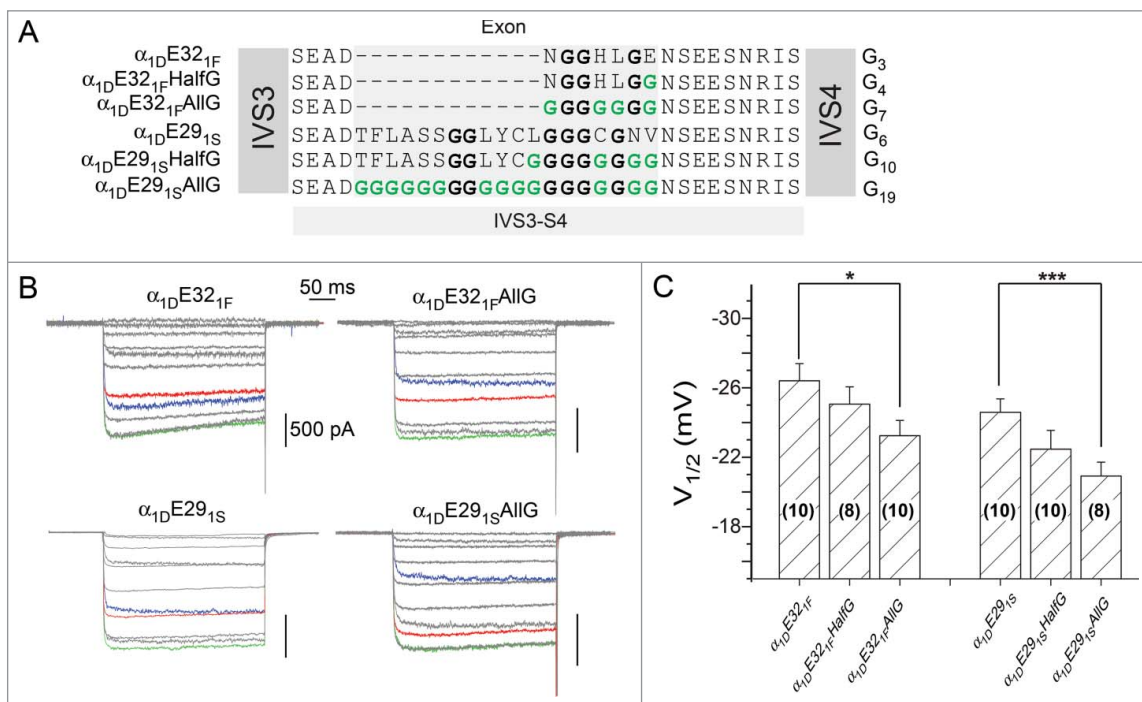 A
Exon
α1DE321F SEAD------------NGGHLGENSEESNRIS G3
α1DE321FHalfG SEAD------------NGGHLGGNSEESNRIS G4
α1DE321FAllG SEAD------------GGGGGGGNSEESNRIS G7
α1DE291S SEADTFLASSGGLYCLGGGCGNVNSEESNRIS G6
α1DE291SHalfG SEADTFLASSGGLYCGGGGGGGGNSEESNRIS G10
α1DE291SAllG SEADGGGGGGGGGGGGGGGGGGGNSEESNRIS G19
IVS3
IVS4
IVS3-S4
B
α1DE321F
50 ms
α1DE321FAllG
500 pA
α1DE291S
α1DE291SAllG
C
* ***
V1/2 (mV)
-30
-26
-22
-18
(10) (8) (10) (10) (10) (8)
α1DE321F
α1DE321FHalfG
α1DE321FAllG
α1DE291S
α1DE291SHalfG
α1DE291SAllG